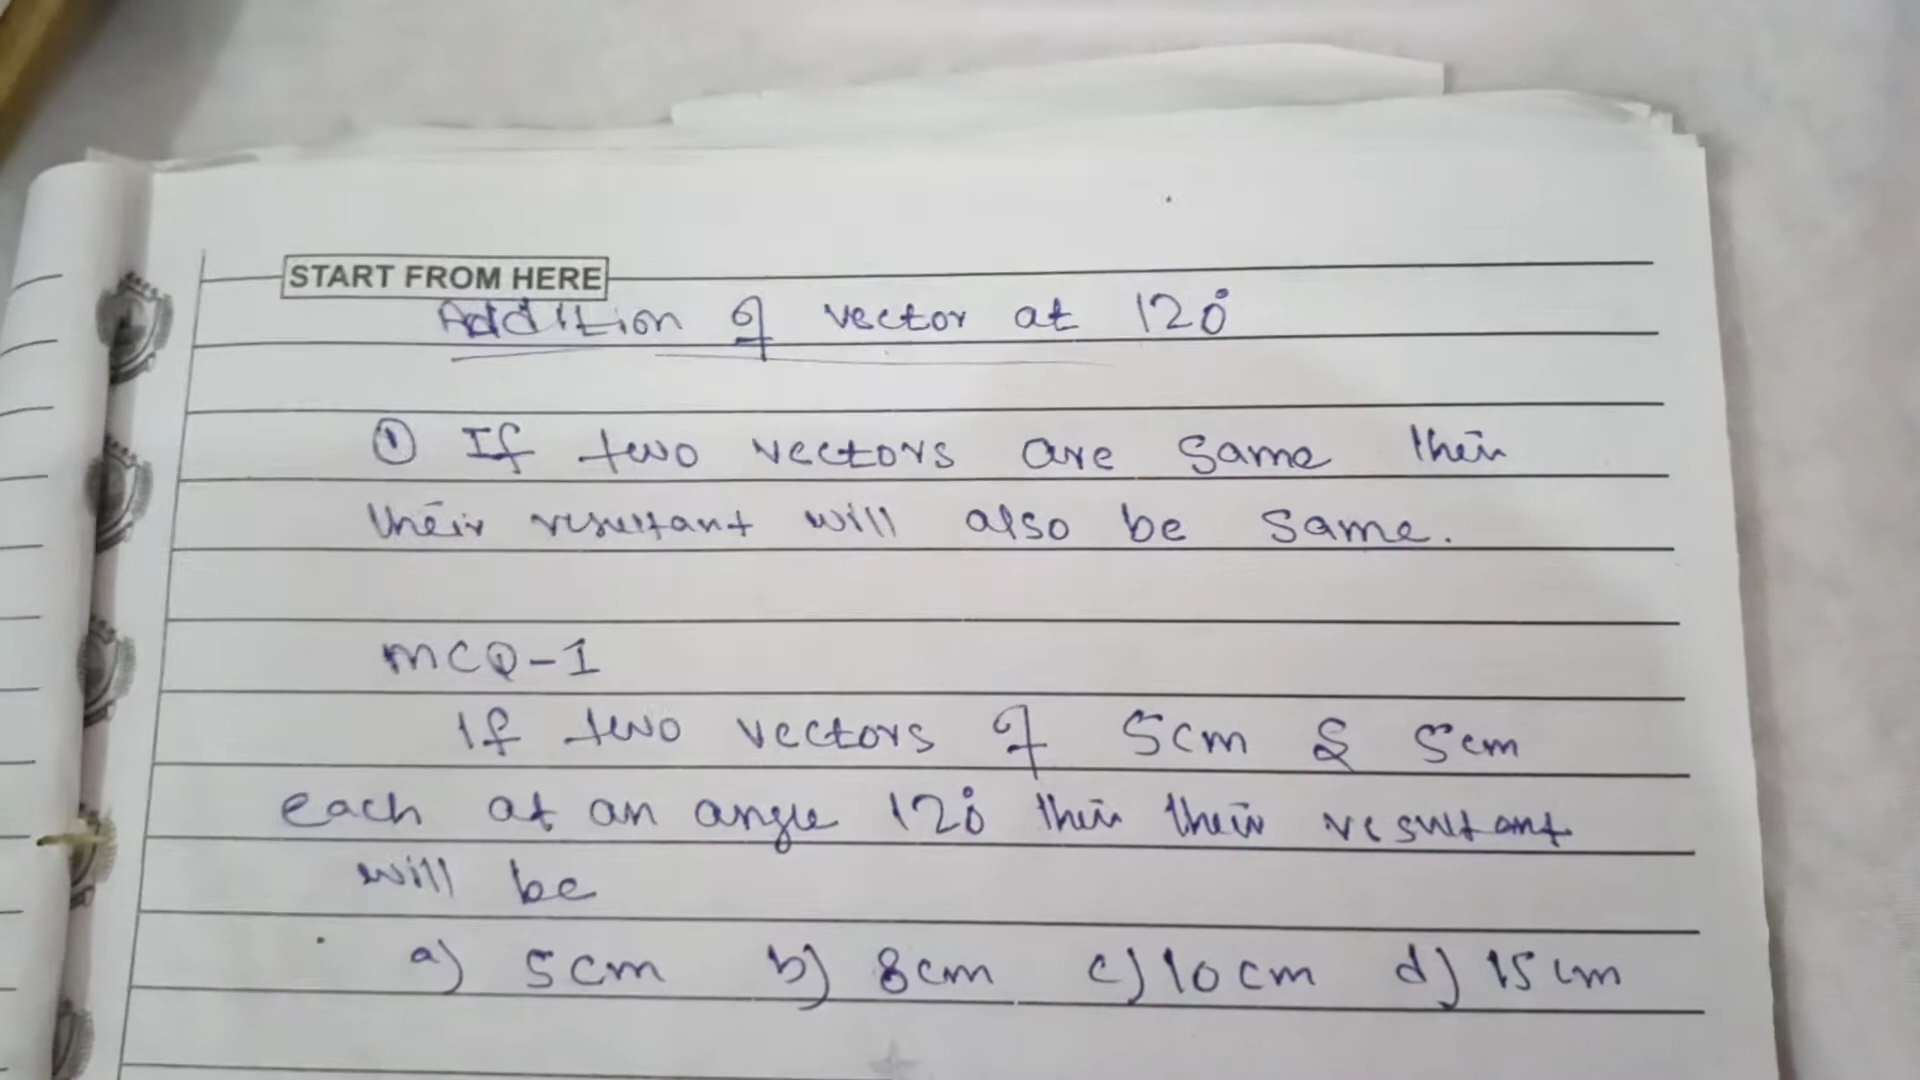 START FROM HERE
Addition of vector at 120°
① If two vectors are same then
their resultant will also be same.
MCQ-1
If two vectors of 5cm & 5cm
each at an angle 120° then their resultant
will be
a) 5cm b) 8cm c) 10cm d) 15cm